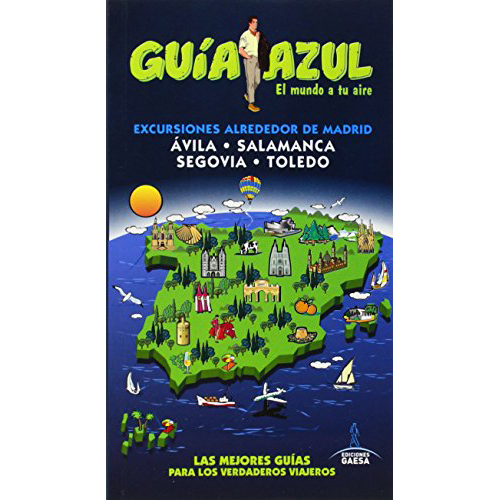 GUÍA AZUL
El mundo a tu aire
EXCURSIONES ALREDEDOR DE MADRID
ÁVILA • SALAMANCA
SEGOVIA • TOLEDO
LAS MEJORES GUÍAS
PARA LOS VERDADEROS VIAJEROS
EDICIONES
GAESA